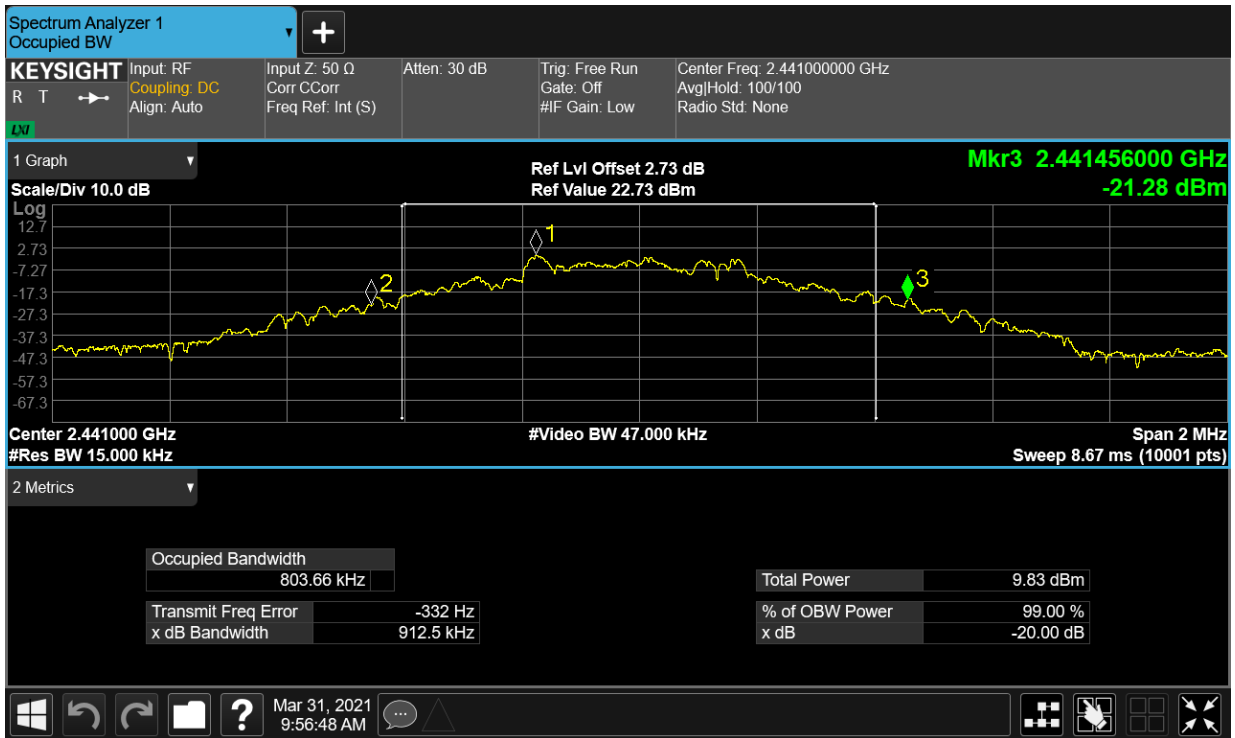 Spectrum Analyzer 1
Occupied BW
KEYSIGHT
R T
LXI
Input: RF
Coupling: DC
Align: Auto
Input Z: 50 Ω
Corr CCorr
Freq Ref: Int (S)
Atten: 30 dB
Trig: Free Run
Gate: Off
#IF Gain: Low
Center Freq: 2.441000000 GHz
Avg|Hold: 100/100
Radio Std: None
1 Graph
Scale/Div 10.0 dB
Ref Lvl Offset 2.73 dB
Ref Value 22.73 dBm
Mkr3 2.441456000 GHz
-21.28 dBm
Log
12.7
2.73
-7.27
-17.3
-27.3
-37.3
-47.3
-57.3
-67.3
1
2
3
Center 2.441000 GHz
#Video BW 47.000 kHz
Span 2 MHz
#Res BW 15.000 kHz
Sweep 8.67 ms (10001 pts)
2 Metrics
Occupied Bandwidth
803.66 kHz
Transmit Freq Error -332 Hz
x dB Bandwidth 912.5 kHz
Total Power 9.83 dBm
% of OBW Power 99.00 %
x dB -20.00 dB
Mar 31, 2021
9:56:48 AM